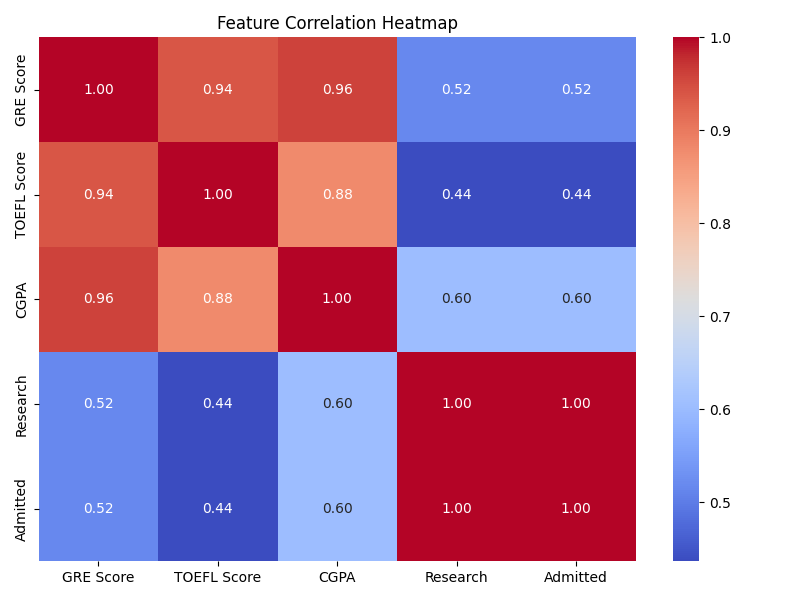 Feature Correlation Heatmap
GRE Score 1.00 0.94 0.96 0.52 0.52
TOEFL Score 0.94 1.00 0.88 0.44 0.44
CGPA 0.96 0.88 1.00 0.60 0.60
Research 0.52 0.44 0.60 1.00 1.00
Admitted 0.52 0.44 0.60 1.00 1.00
GRE Score TOEFL Score CGPA Research Admitted
1.0
0.9
0.8
0.7
0.6
0.5